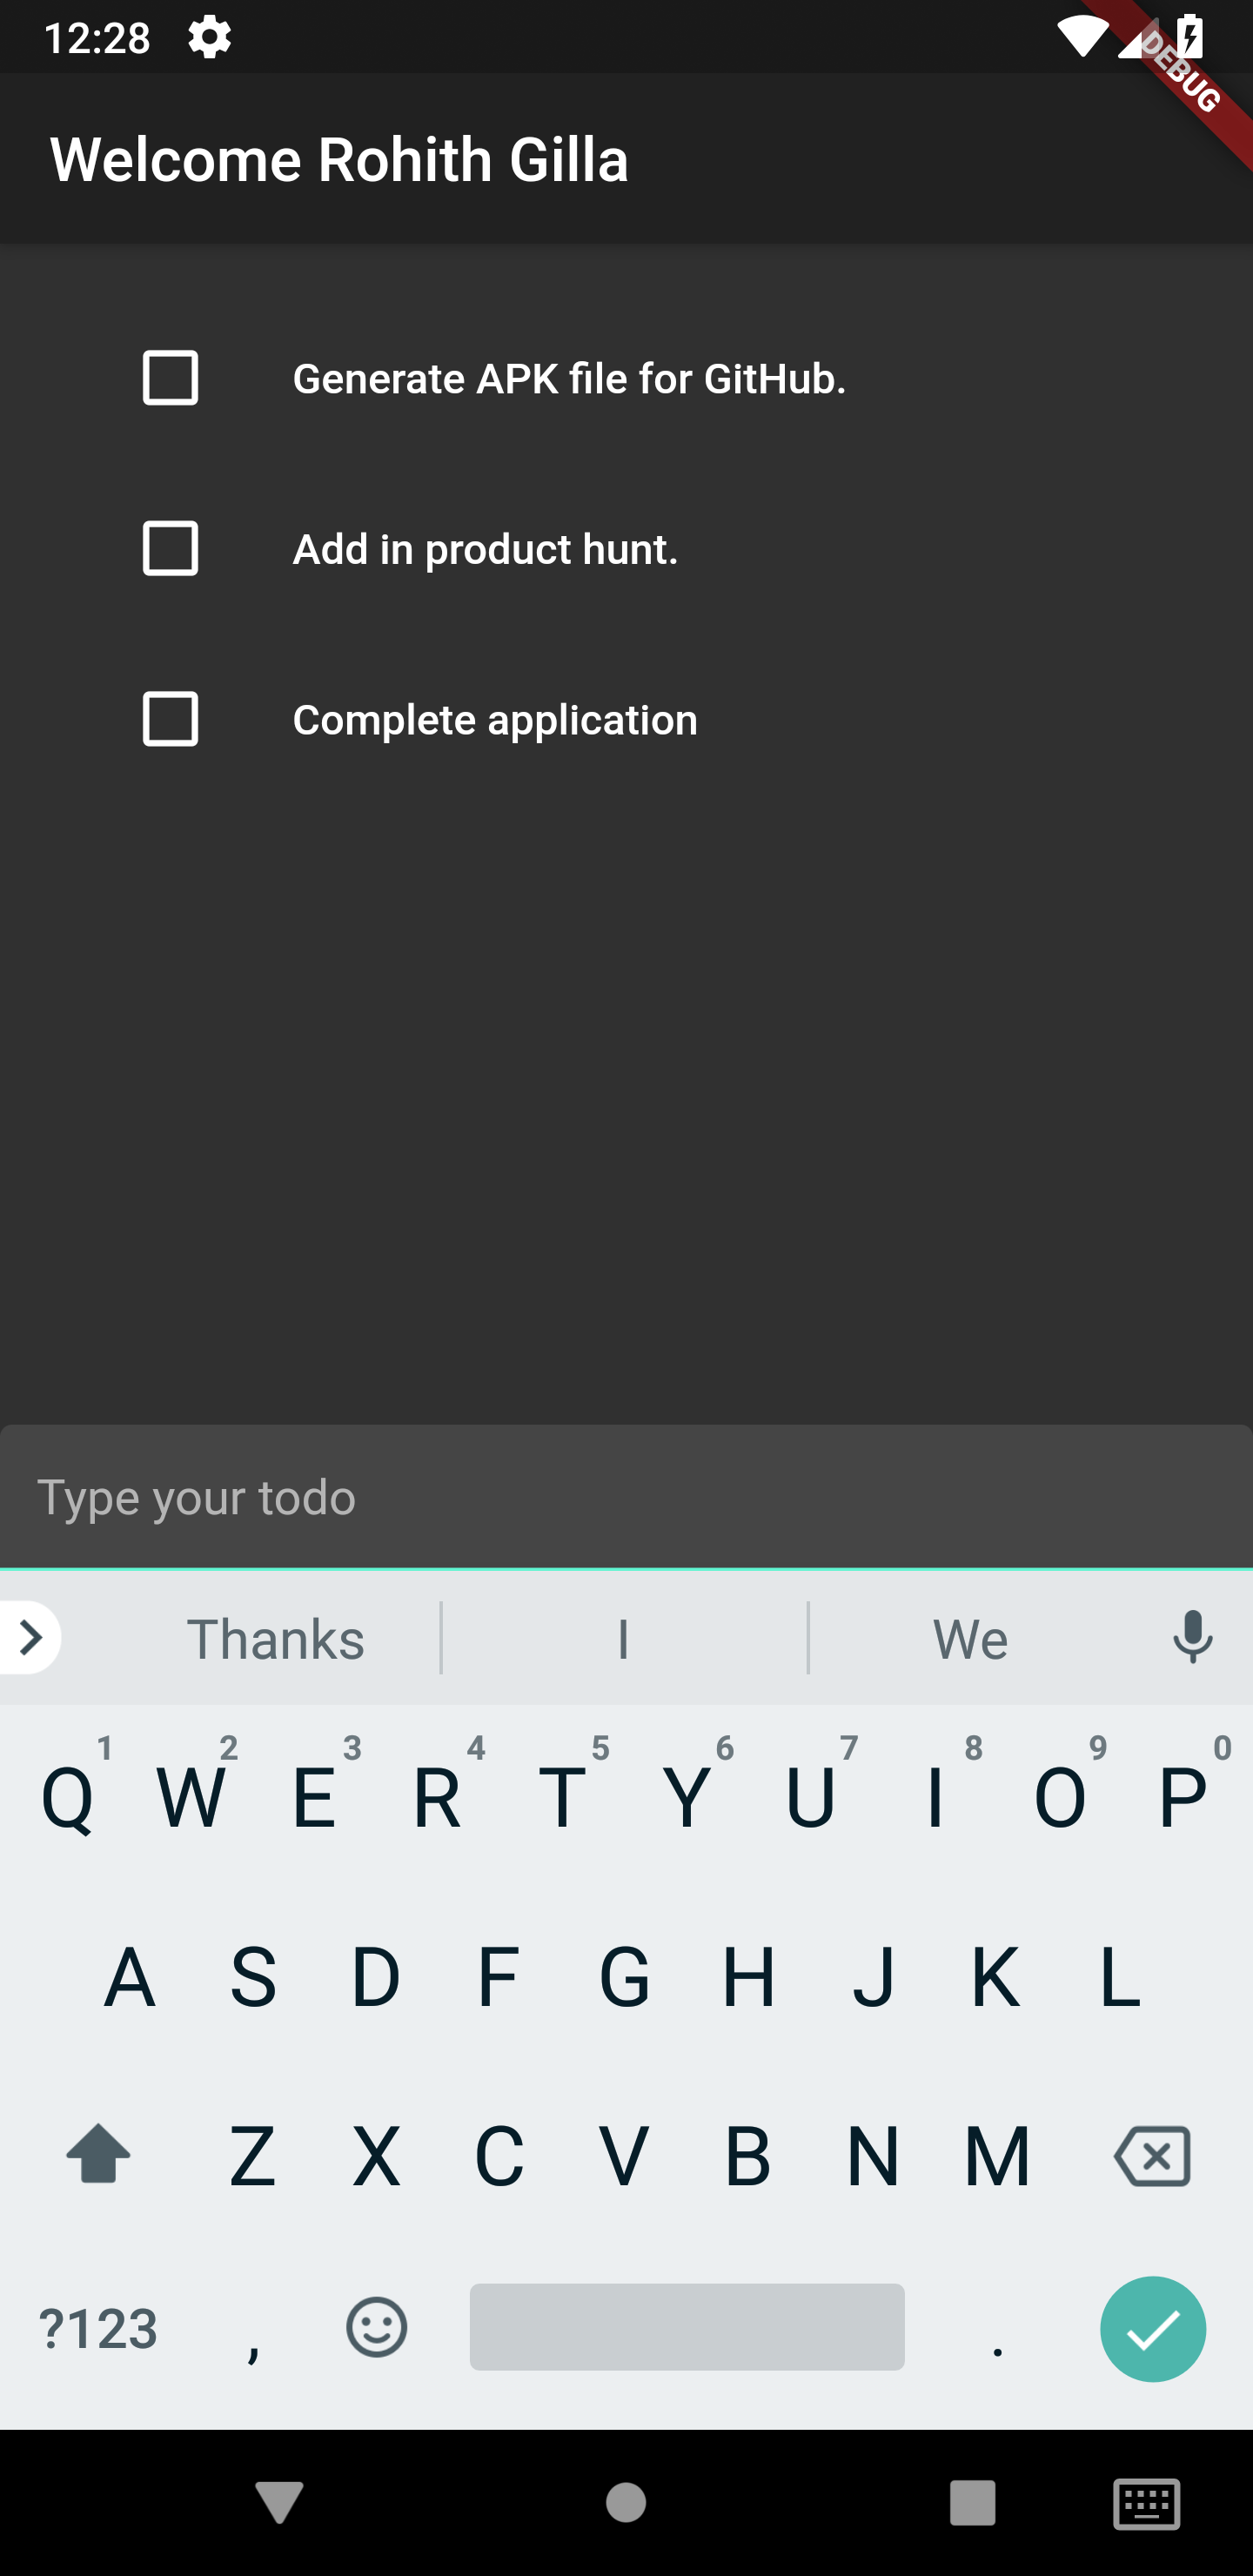 12:28
DEBUG
Welcome Rohith Gilla
Generate APK file for GitHub.
Add in product hunt.
Complete application
Type your todo
Thanks I We
1 2 3 4 5 6 7 8 9 0
Q W E R T Y U I O P
A S D F G H J K L
Z X C V B N M
?123 , .